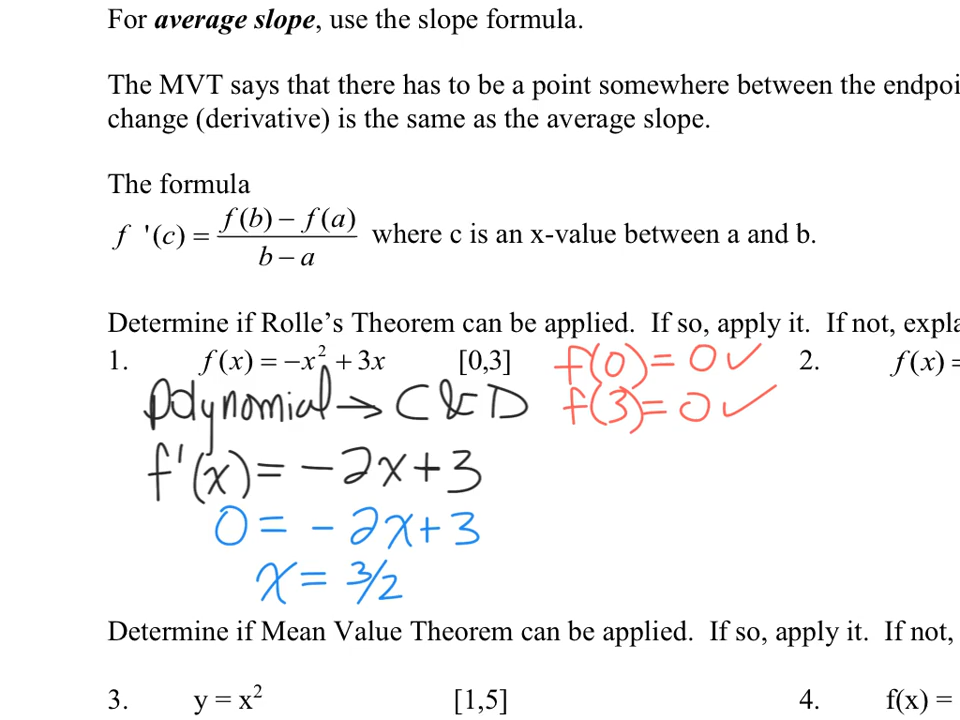 For average slope, use the slope formula.
The MVT says that there has to be a point somewhere between the
change (derivative) is the same as the average slope.
The formula
f '(c) = f(b) − f(a) / b − a where c is an x-value between a and b.
Determine if Rolle's Theorem can be applied. If so, apply it. If not,
1. f(x) = −x² + 3x [0,3] f(0) = 0 ✓ 2. f(x) =
polynomial → C & D f(3) = 0 ✓
f'(x) = −2x + 3
0 = −2x + 3
x = 3/2
Determine if Mean Value Theorem can be applied. If so, apply it. If not,
3. y = x² [1,5] 4. f(x) =